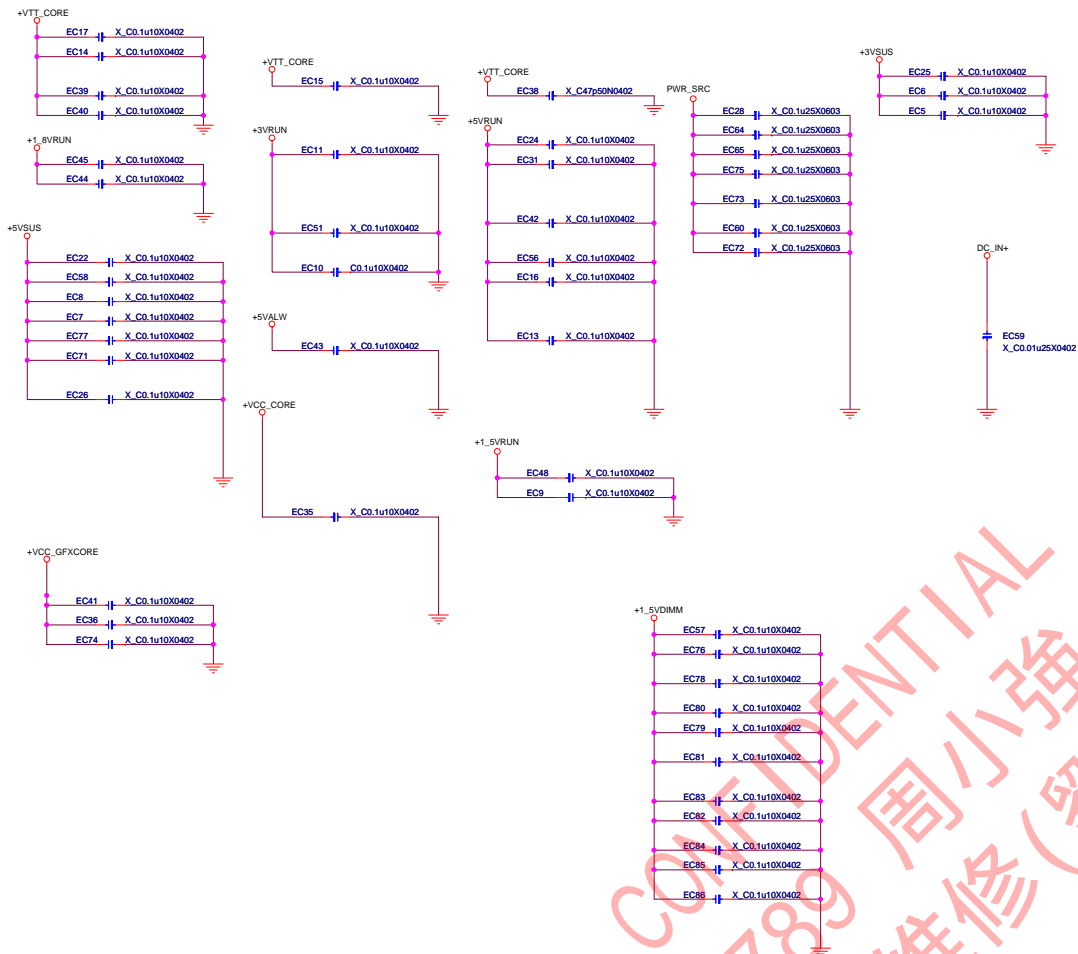 +VTT_CORE
EC17 X_C0.1u10X0402
EC14 X_C0.1u10X0402
EC39 X_C0.1u10X0402
EC40 X_C0.1u10X0402
+1_8VRUN
EC45 X_C0.1u10X0402
EC44 X_C0.1u10X0402
+5VSUS
EC22 X_C0.1u10X0402
EC58 X_C0.1u10X0402
EC8 X_C0.1u10X0402
EC7 X_C0.1u10X0402
EC77 X_C0.1u10X0402
EC71 X_C0.1u10X0402
EC26 X_C0.1u10X0402
+VCC_GFXCORE
EC41 X_C0.1u10X0402
EC36 X_C0.1u10X0402
EC74 X_C0.1u10X0402
+VTT_CORE
EC15 X_C0.1u10X0402
+3VRUN
EC11 X_C0.1u10X0402
EC51 X_C0.1u10X0402
EC10 C0.1u10X0402
+5VALW
EC43 X_C0.1u10X0402
+VCC_CORE
EC35 X_C0.1u10X0402
+VTT_CORE
EC38 X_C47p50N0402
+5VRUN
EC24 X_C0.1u10X0402
EC31 X_C0.1u10X0402
EC42 X_C0.1u10X0402
EC56 X_C0.1u10X0402
EC16 X_C0.1u10X0402
EC13 X_C0.1u10X0402
+1_5VRUN
EC48 X_C0.1u10X0402
EC9 X_C0.1u10X0402
PWR_SRC
EC28 X_C0.1u25X0603
EC64 X_C0.1u25X0603
EC65 X_C0.1u25X0603
EC75 X_C0.1u25X0603
EC73 X_C0.1u25X0603
EC60 X_C0.1u25X0603
EC72 X_C0.1u25X0603
+1_5VDIMM
EC57 X_C0.1u10X0402
EC76 X_C0.1u10X0402
EC78 X_C0.1u10X0402
EC80 X_C0.1u10X0402
EC79 X_C0.1u10X0402
EC81 X_C0.1u10X0402
EC83 X_C0.1u10X0402
EC82 X_C0.1u10X0402
EC84 X_C0.1u10X0402
EC85 X_C0.1u10X0402
EC86 X_C0.1u10X0402
+3VSUS
EC25 X_C0.1u10X0402
EC6 X_C0.1u10X0402
EC5 X_C0.1u10X0402
DC_IN+
EC59
X_C0.01u25X0402
CONFIDENTIAL
789 周小強
維修(